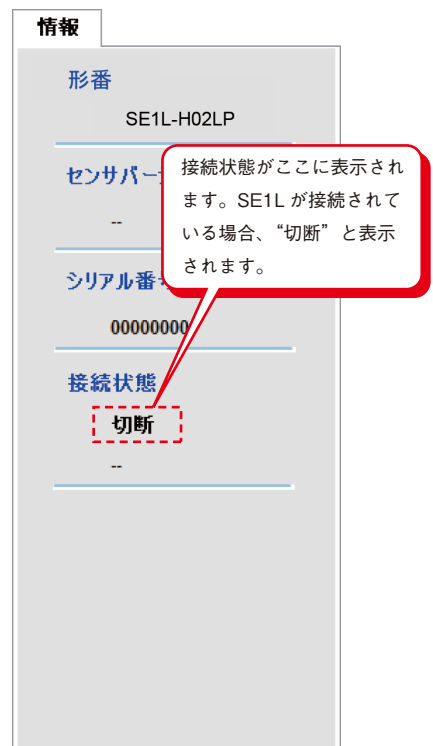 情報
形番
SE1L-H02LP
センサバー
接続状態がここに表示され
ます。SE1L が接続されて
いる場合、“切断”と表示
されます。
--
シリアル番号
00000000
接続状態
切断
--